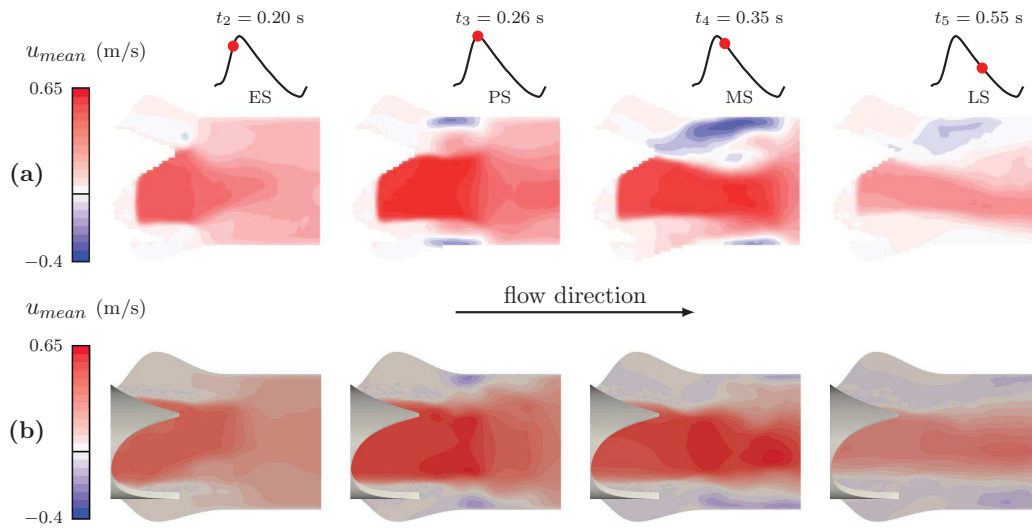 t₂ = 0.20 s
t₃ = 0.26 s
t₄ = 0.35 s
t₅ = 0.55 s
u_mean (m/s)
0.65
−0.4
ES
PS
MS
LS
(a)
flow direction
u_mean (m/s)
0.65
−0.4
(b)